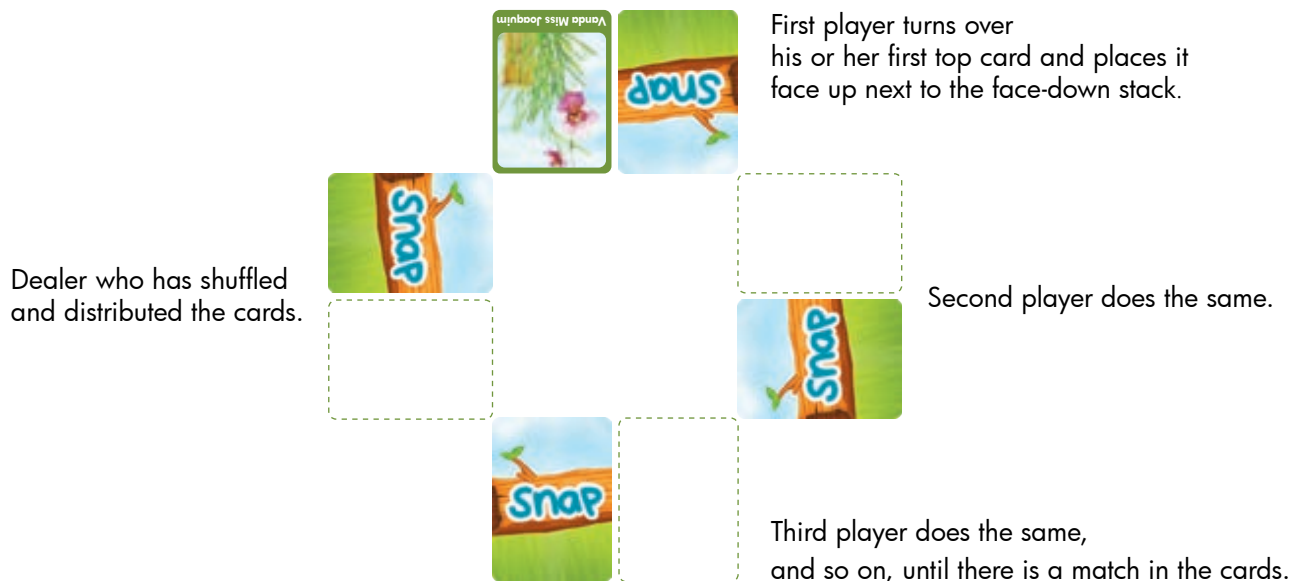 Vanda Miss Joaquim
snap
First player turns over
his or her first top card and places it
face up next to the face-down stack.
snap
Dealer who has shuffled
and distributed the cards.
Second player does the same.
snap
snap
Third player does the same,
and so on, until there is a match in the cards.